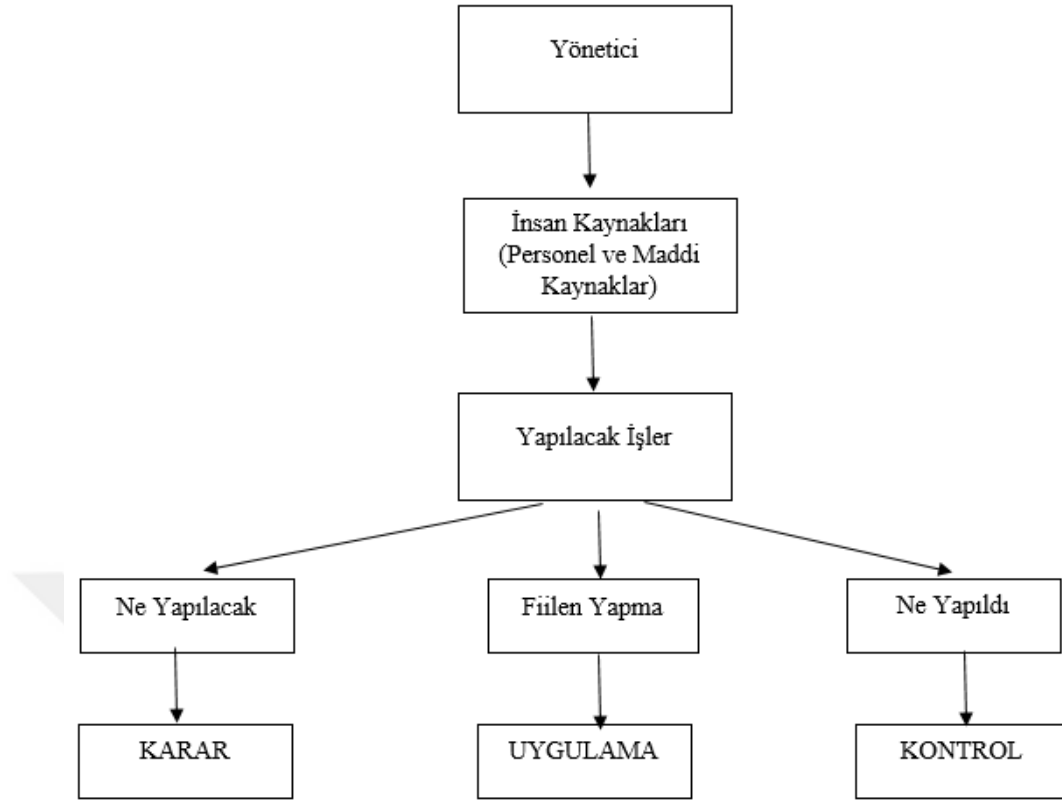 Yönetici
İnsan Kaynakları
(Personel ve Maddi
Kaynaklar)
Yapılacak İşler
Ne Yapılacak
Fiilen Yapma
Ne Yapıldı
KARAR
UYGULAMA
KONTROL